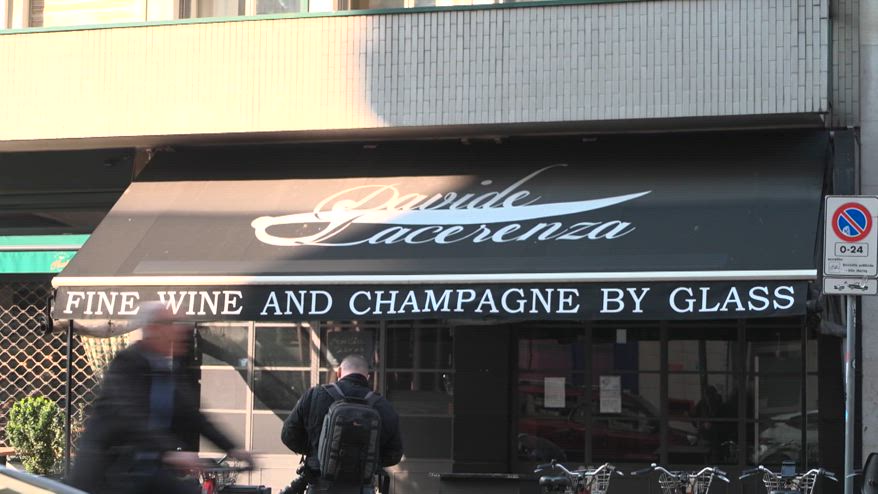 Davide
Lacerenza
FINE WINE AND CHAMPAGNE BY GLASS
0-24